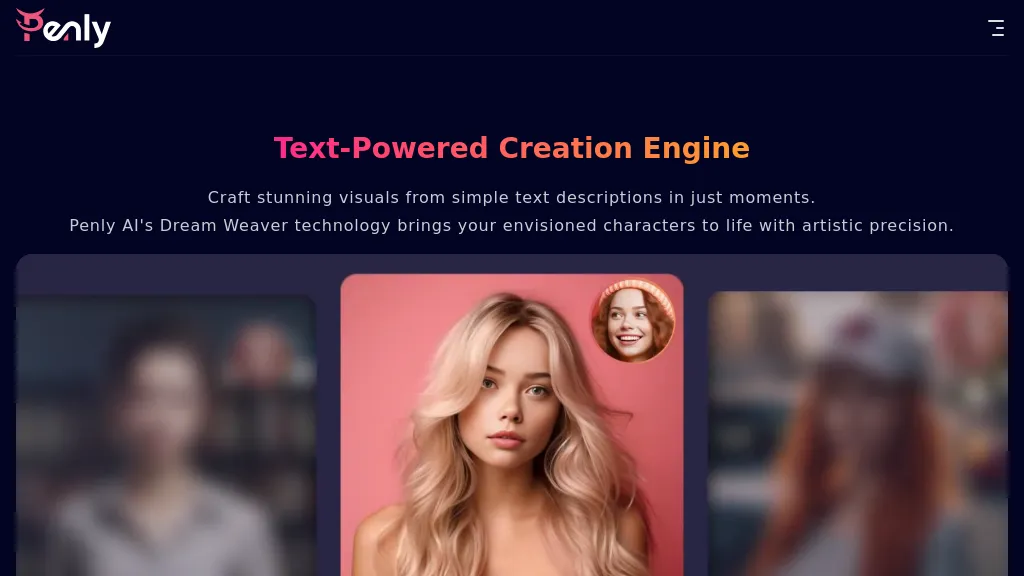 Penly
Text-Powered Creation Engine
Craft stunning visuals from simple text descriptions in just moments.
Penly AI's Dream Weaver technology brings your envisioned characters to life with artistic precision.